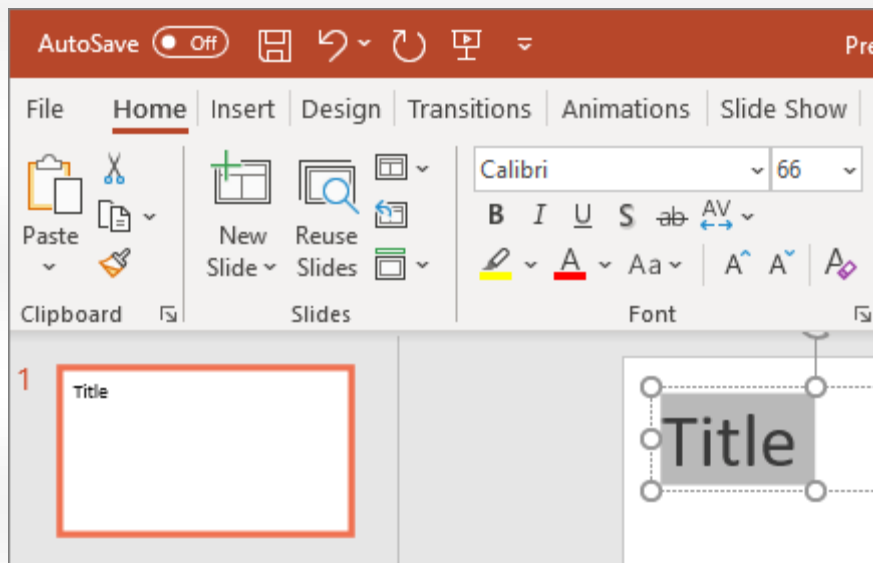 AutoSave Off Pre
File Home Insert Design Transitions Animations Slide Show
Calibri 66
B I U S ab AV
Paste New Slide Reuse Slides A Aa A A A
Clipboard Slides Font
1 Title
Title